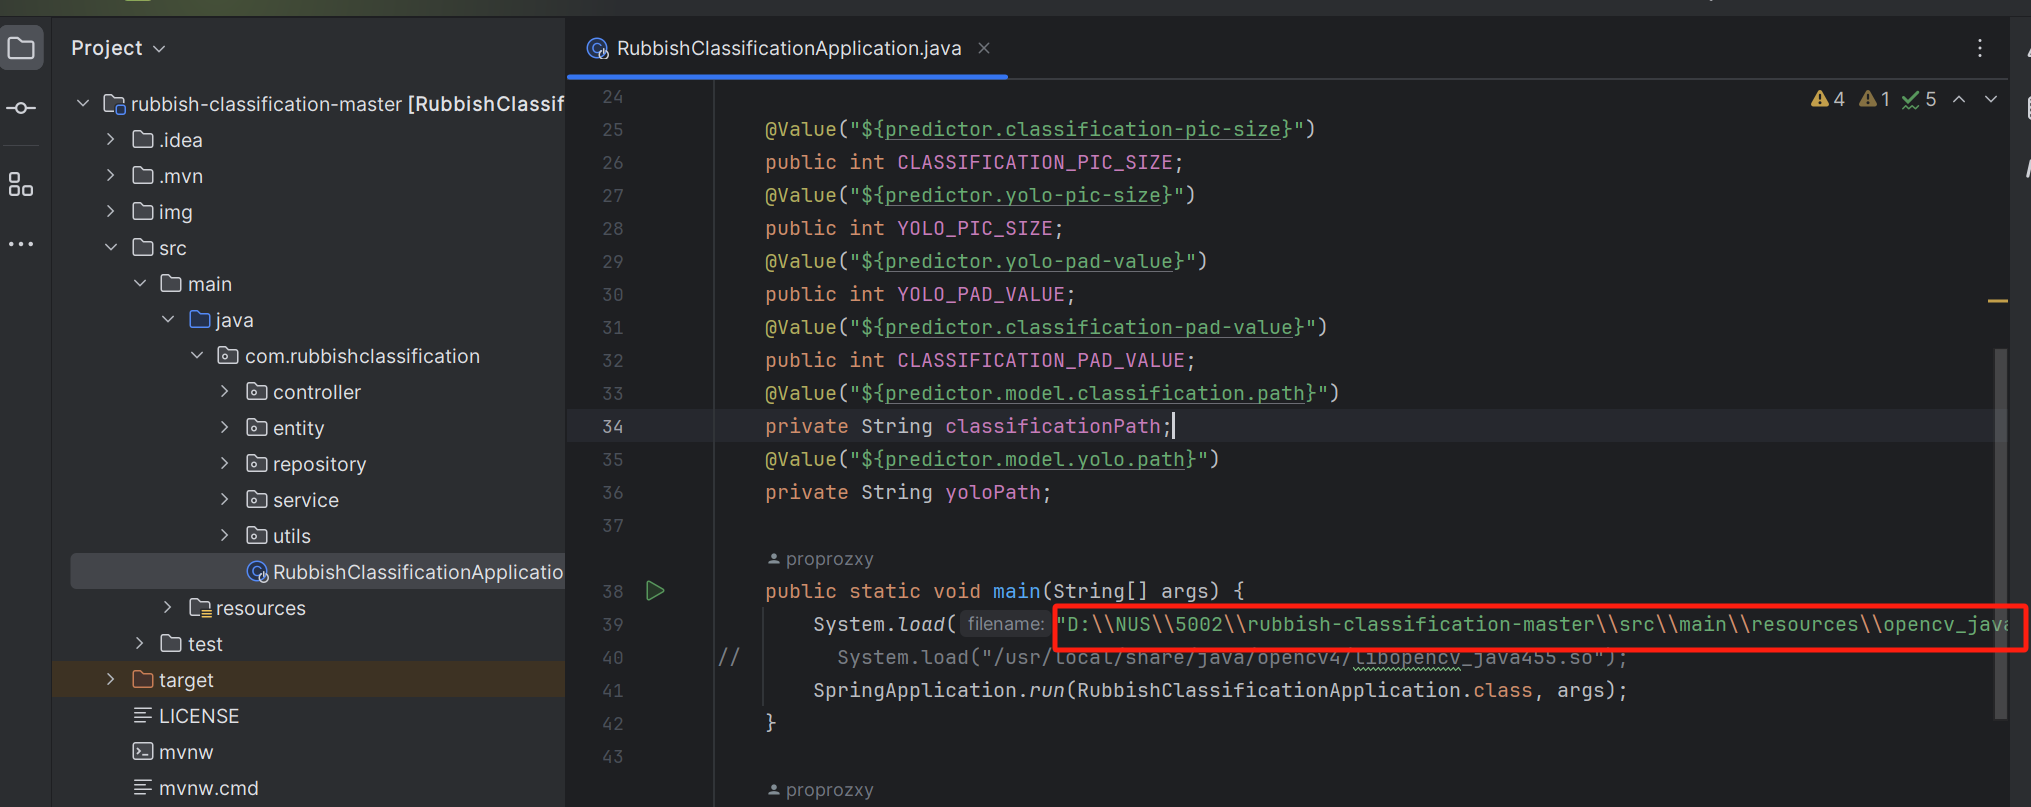 Project
rubbish-classification-master [RubbishClassif
.idea
.mvn
img
src
main
java
com.rubbishclassification
controller
entity
repository
service
utils
RubbishClassificationApplicatio
resources
test
target
LICENSE
mvnw
mvnw.cmd
RubbishClassificationApplication.java
4 1 5
24
25 @Value("${predictor.classification-pic-size}")
26 public int CLASSIFICATION_PIC_SIZE;
27 @Value("${predictor.yolo-pic-size}")
28 public int YOLO_PIC_SIZE;
29 @Value("${predictor.yolo-pad-value}")
30 public int YOLO_PAD_VALUE;
31 @Value("${predictor.classification-pad-value}")
32 public int CLASSIFICATION_PAD_VALUE;
33 @Value("${predictor.model.classification.path}")
34 private String classificationPath;
35 @Value("${predictor.model.yolo.path}")
36 private String yoloPath;
37
proprozxy
38 public static void main(String[] args) {
39 System.load( filename: "D:\\NUS\\5002\\rubbish-classification-master\\src\\main\\resources\\opencv_java
40 // System.load("/usr/local/share/java/opencv4/libopencv_java455.so");
41 SpringApplication.run(RubbishClassificationApplication.class, args);
42 }
43
proprozxy